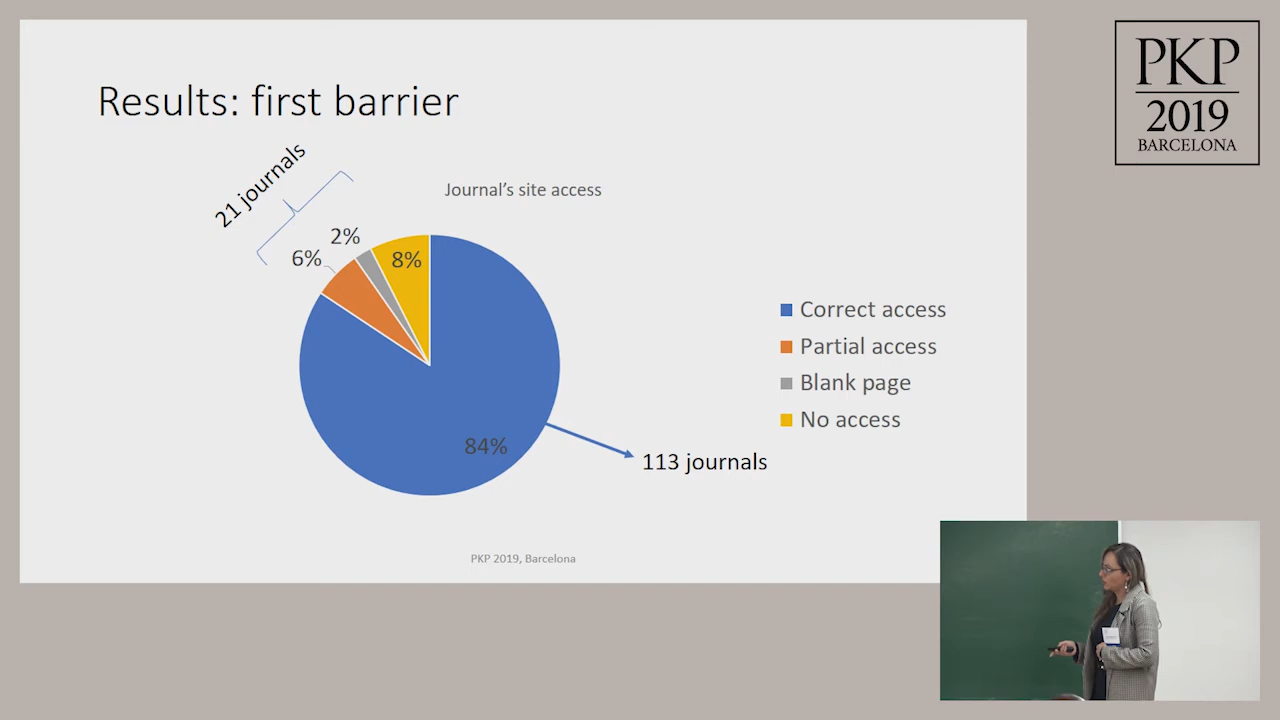 Results: first barrier
21 journals
Journal's site access
2%
6%
8%
84%
113 journals
Correct access
Partial access
Blank page
No access
PKP 2019, Barcelona
PKP
2019
BARCELONA